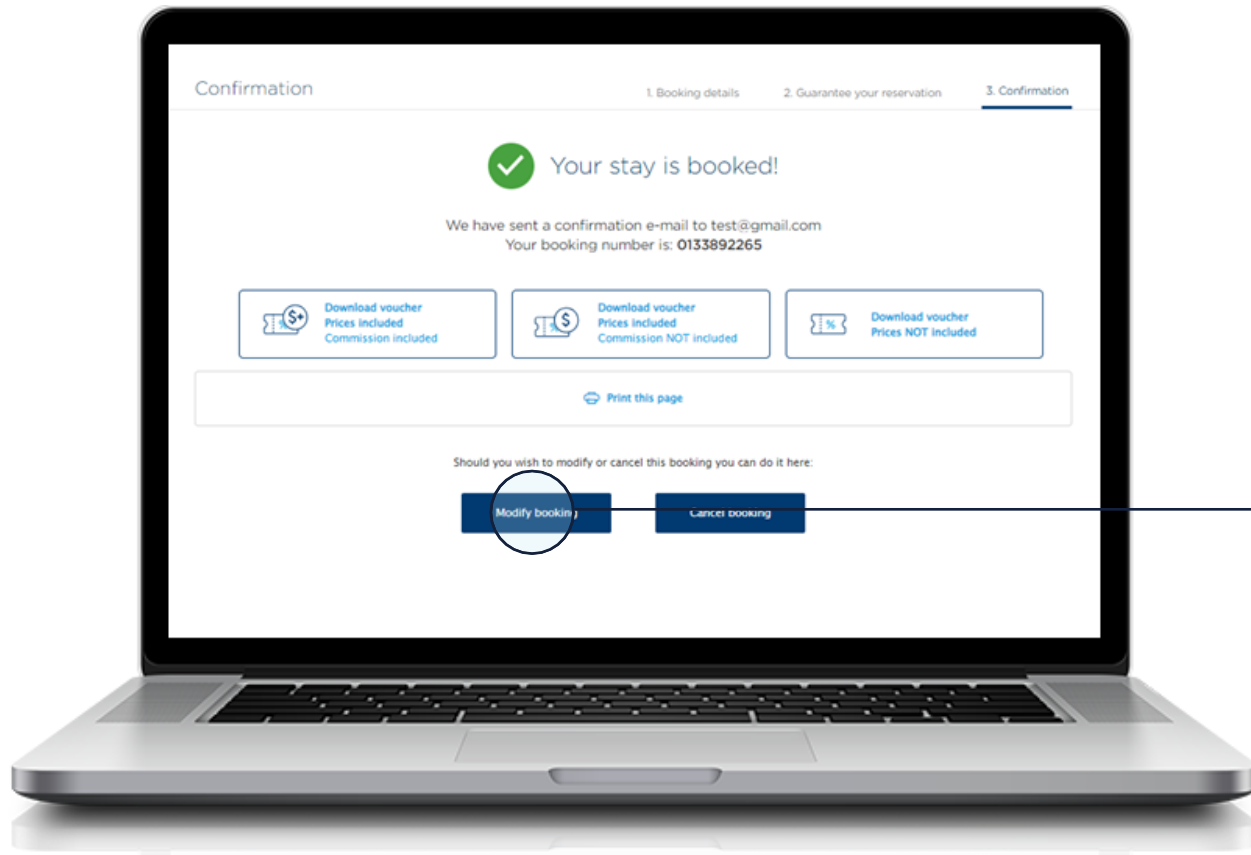 Confirmation
1. Booking details
2. Guarantee your reservation
3. Confirmation
Your stay is booked!
We have sent a confirmation e-mail to test@gmail.com
Your booking number is: 0133892265
Download voucher
Prices included
Commission included
Download voucher
Prices included
Commission NOT included
Download voucher
Prices NOT included
Print this page
Should you wish to modify or cancel this booking you can do it here:
Modify booking
Cancel booking